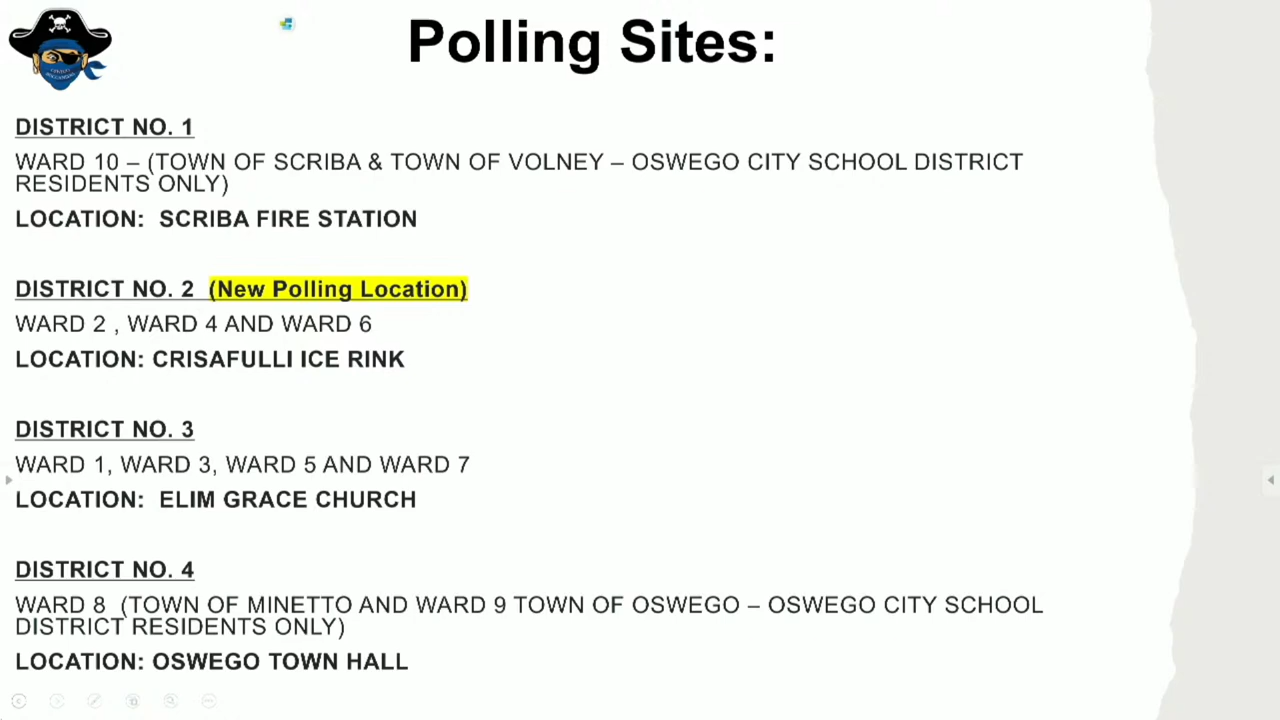 Polling Sites:
DISTRICT NO. 1
WARD 10 – (TOWN OF SCRIBA & TOWN OF VOLNEY – OSWEGO CITY SCHOOL DISTRICT
RESIDENTS ONLY)
LOCATION: SCRIBA FIRE STATION
DISTRICT NO. 2 (New Polling Location)
WARD 2 , WARD 4 AND WARD 6
LOCATION: CRISAFULLI ICE RINK
DISTRICT NO. 3
WARD 1, WARD 3, WARD 5 AND WARD 7
LOCATION: ELIM GRACE CHURCH
DISTRICT NO. 4
WARD 8 (TOWN OF MINETTO AND WARD 9 TOWN OF OSWEGO – OSWEGO CITY SCHOOL
DISTRICT RESIDENTS ONLY)
LOCATION: OSWEGO TOWN HALL